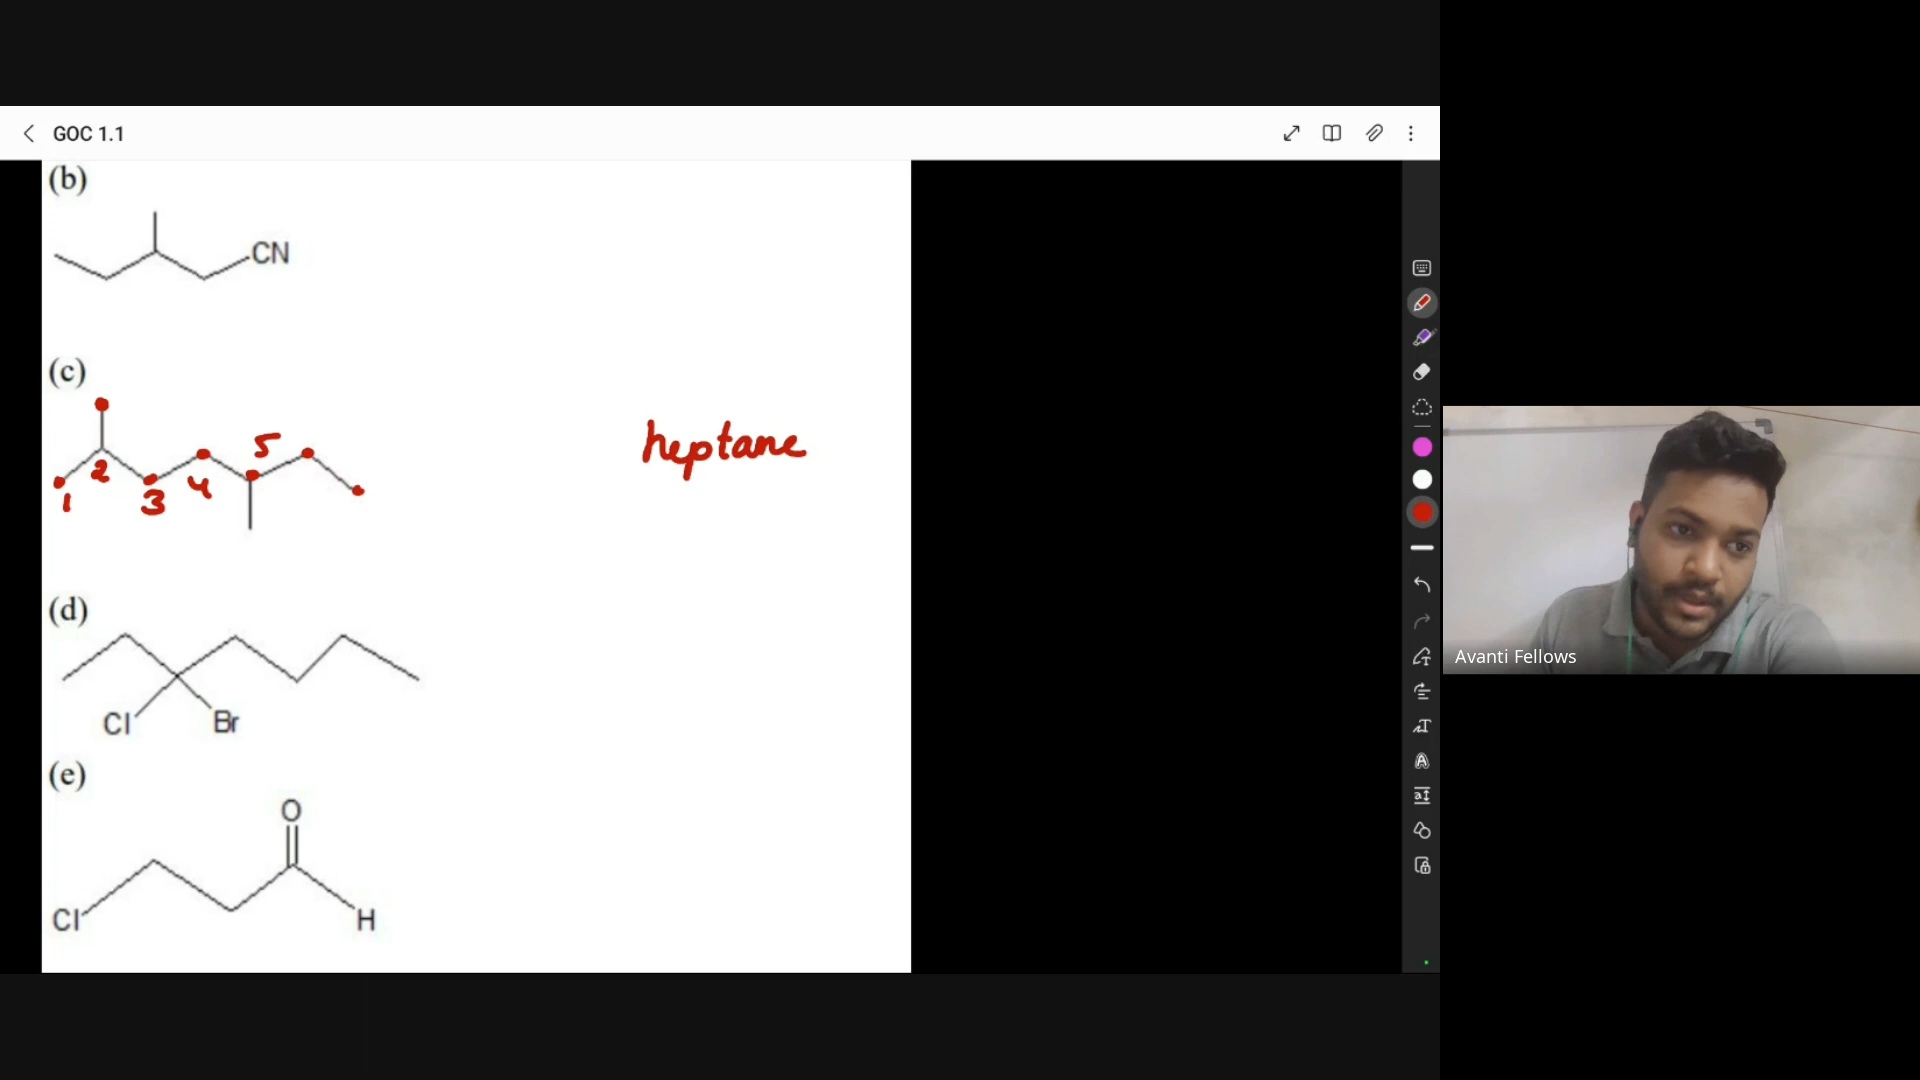 GOC 1.1
(b)
CN
(c)
5
heptane
2
4
1
3
(d)
Cl
Br
(e)
O
Cl
H
Avanti Fellows